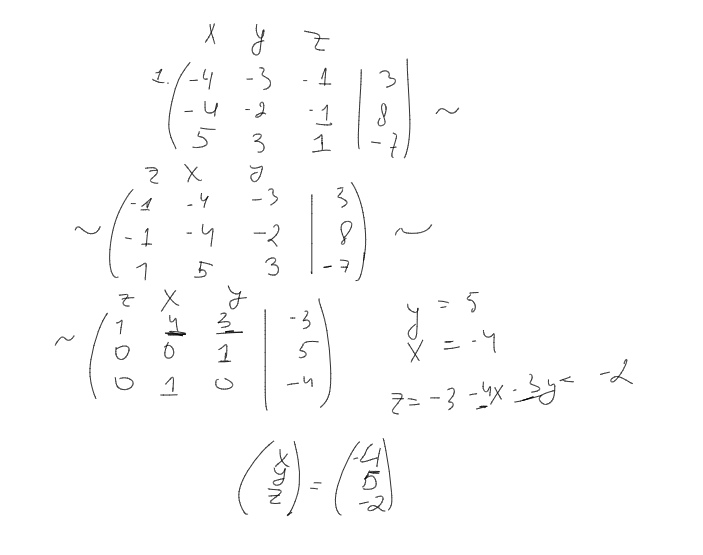 x y z
1. ( -4 -3 -1 | 3 )
-4 -2 -1 | 8 ~
5 3 1 | -7
z x y
~ ( -1 -4 -3 | 3 )
-1 -4 -2 | 8 ~
1 5 3 | -7
z x y
~ ( 1 4 3 | -3 )
0 0 1 | 5
0 1 0 | -4
y = 5
x = -4
z = -3 -4x -3y = -2
( x ) = ( -4 )
y 5
z -2